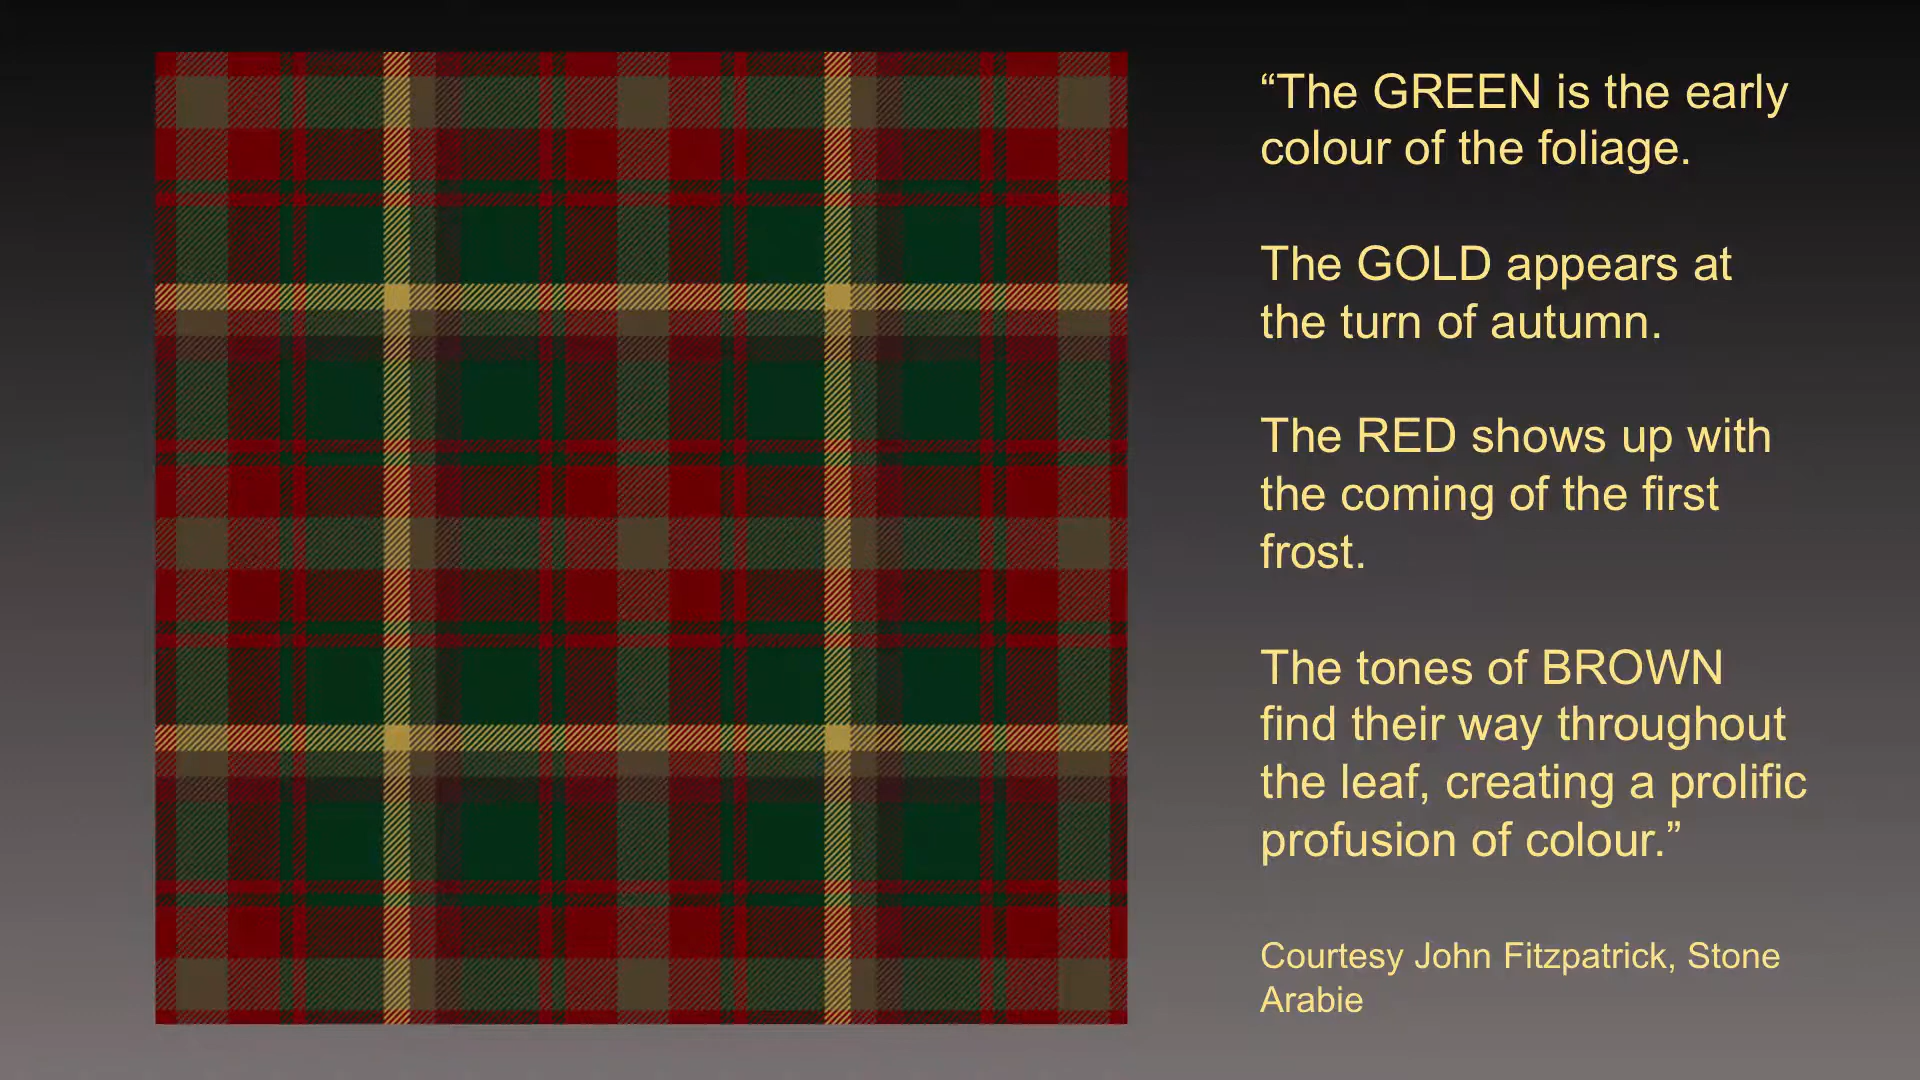 “The GREEN is the early
colour of the foliage.
The GOLD appears at
the turn of autumn.
The RED shows up with
the coming of the first
frost.
The tones of BROWN
find their way throughout
the leaf, creating a prolific
profusion of colour.”
Courtesy John Fitzpatrick, Stone
Arabie